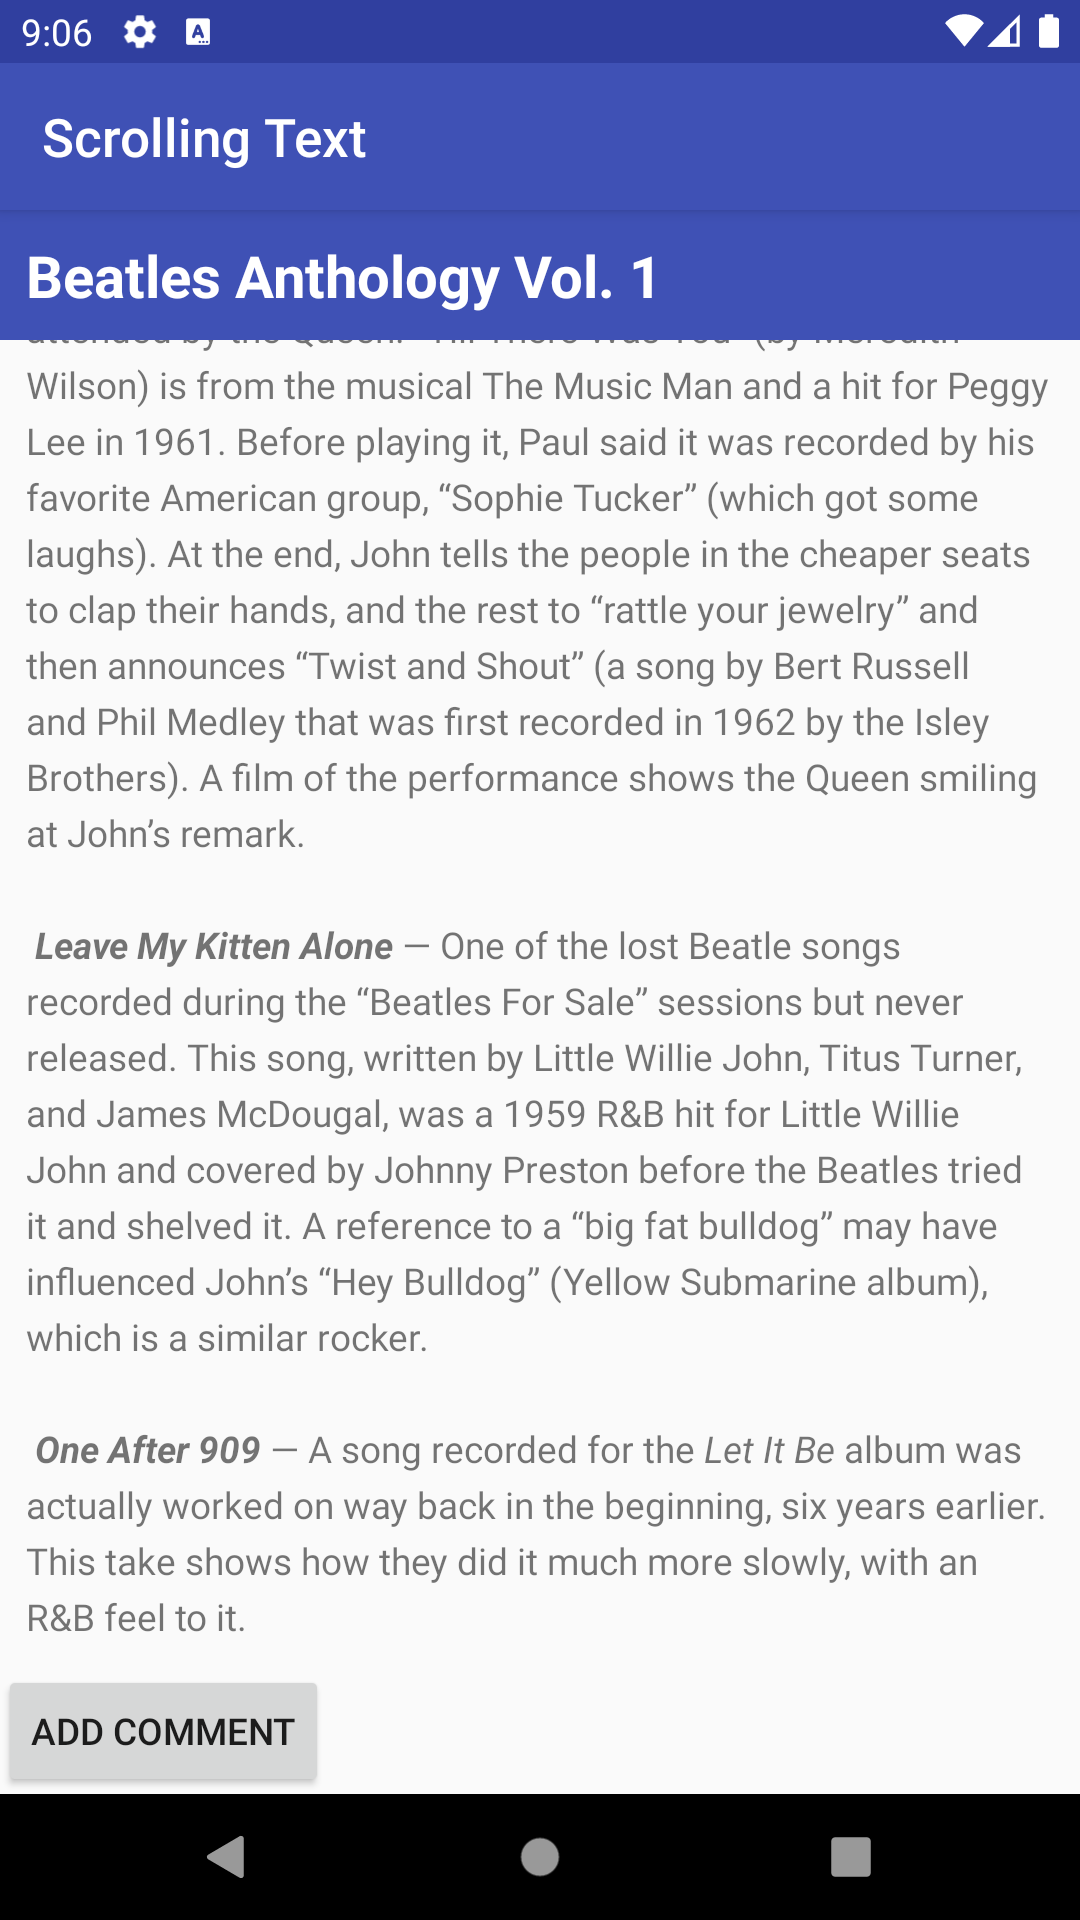 9:06
Scrolling Text
Beatles Anthology Vol. 1
Wilson) is from the musical The Music Man and a hit for Peggy
Lee in 1961. Before playing it, Paul said it was recorded by his
favorite American group, “Sophie Tucker” (which got some
laughs). At the end, John tells the people in the cheaper seats
to clap their hands, and the rest to “rattle your jewelry” and
then announces “Twist and Shout” (a song by Bert Russell
and Phil Medley that was first recorded in 1962 by the Isley
Brothers). A film of the performance shows the Queen smiling
at John’s remark.
Leave My Kitten Alone — One of the lost Beatle songs
recorded during the “Beatles For Sale” sessions but never
released. This song, written by Little Willie John, Titus Turner,
and James McDougal, was a 1959 R&B hit for Little Willie
John and covered by Johnny Preston before the Beatles tried
it and shelved it. A reference to a “big fat bulldog” may have
influenced John’s “Hey Bulldog” (Yellow Submarine album),
which is a similar rocker.
One After 909 — A song recorded for the Let It Be album was
actually worked on way back in the beginning, six years earlier.
This take shows how they did it much more slowly, with an
R&B feel to it.
ADD COMMENT